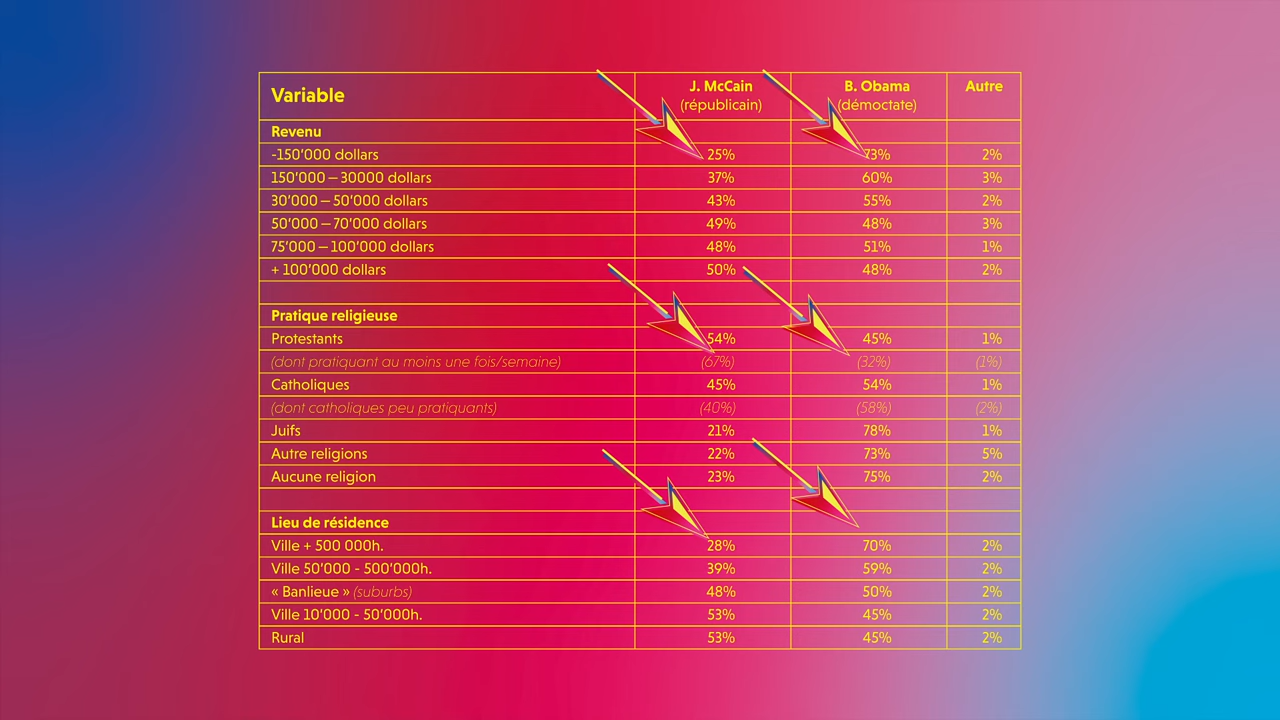 Variable J. McCain (républicain) B. Obama (démoctate) Autre
Revenu
-150’000 dollars 25% 73% 2%
150’000 – 30000 dollars 37% 60% 3%
30’000 – 50’000 dollars 43% 55% 2%
50’000 – 70’000 dollars 49% 48% 3%
75’000 – 100’000 dollars 48% 51% 1%
+ 100’000 dollars 50% 48% 2%
Pratique religieuse
Protestants 54% 45% 1%
(dont pratiquant au moins une fois/semaine) (67%) (32%) (1%)
Catholiques 45% 54% 1%
(dont catholiques peu pratiquants) (40%) (58%) (2%)
Juifs 21% 78% 1%
Autre religions 22% 73% 5%
Aucune religion 23% 75% 2%
Lieu de résidence
Ville + 500 000h. 28% 70% 2%
Ville 50’000 - 500’000h. 39% 59% 2%
« Banlieue » (suburbs) 48% 50% 2%
Ville 10’000 - 50’000h. 53% 45% 2%
Rural 53% 45% 2%